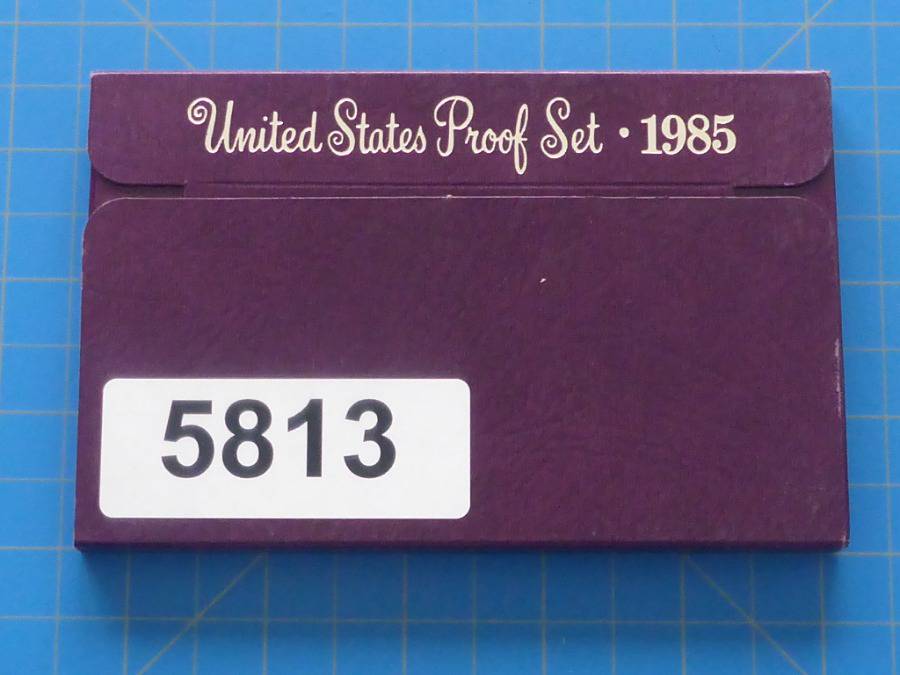 United States Proof Set • 1985
5813